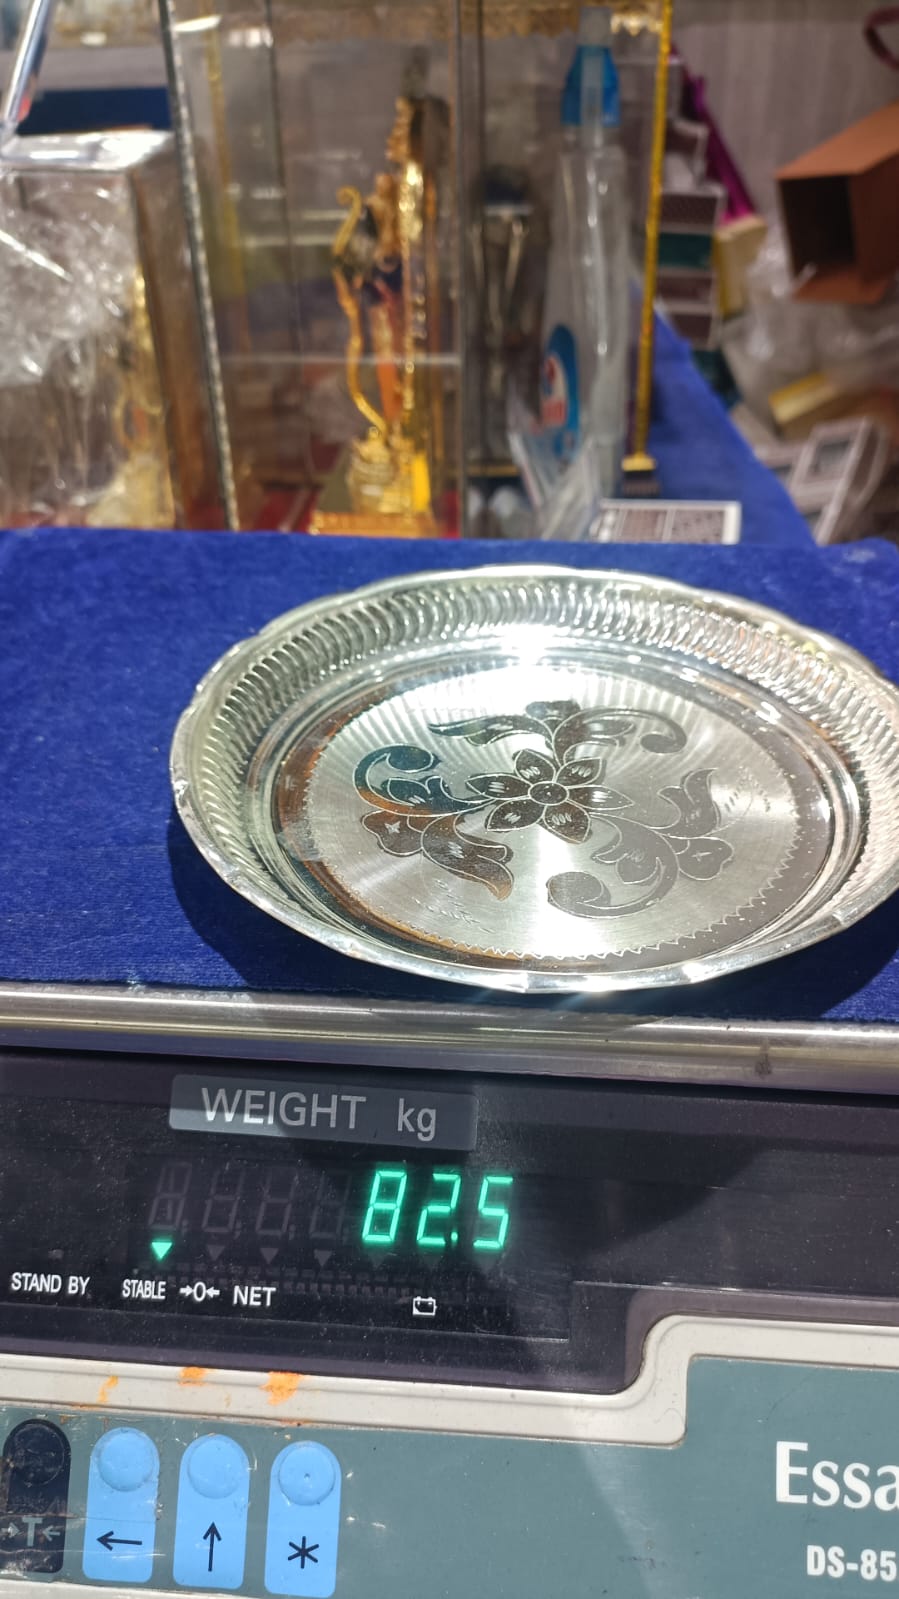 WEIGHT kg
82.5
STAND BY STABLE →0← NET
→T← ← ↑ *
Essa
DS-85